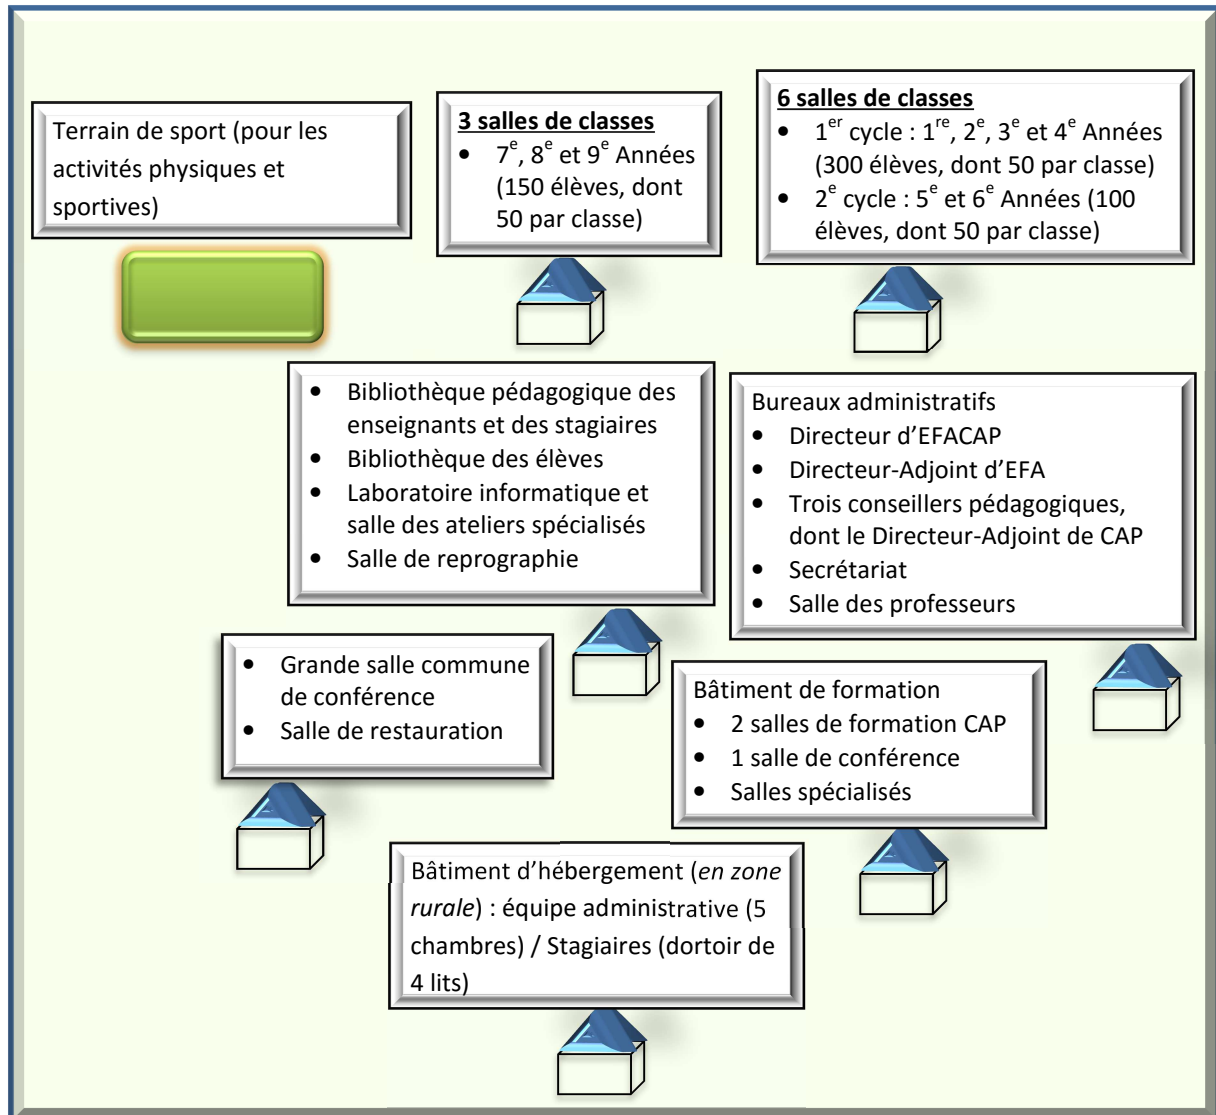 Terrain de sport (pour les
activités physiques et
sportives)
3 salles de classes
• 7e, 8e et 9e Années
(150 élèves, dont
50 par classe)
6 salles de classes
• 1er cycle : 1re, 2e, 3e et 4e Années
(300 élèves, dont 50 par classe)
• 2e cycle : 5e et 6e Années (100
élèves, dont 50 par classe)
• Bibliothèque pédagogique des
enseignants et des stagiaires
• Bibliothèque des élèves
• Laboratoire informatique et
salle des ateliers spécialisés
• Salle de reprographie
Bureaux administratifs
• Directeur d’EFACAP
• Directeur-Adjoint d’EFA
• Trois conseillers pédagogiques,
dont le Directeur-Adjoint de CAP
• Secrétariat
• Salle des professeurs
• Grande salle commune
de conférence
• Salle de restauration
Bâtiment de formation
• 2 salles de formation CAP
• 1 salle de conférence
• Salles spécialisés
Bâtiment d’hébergement (en zone
rurale) : équipe administrative (5
chambres) / Stagiaires (dortoir de
4 lits)